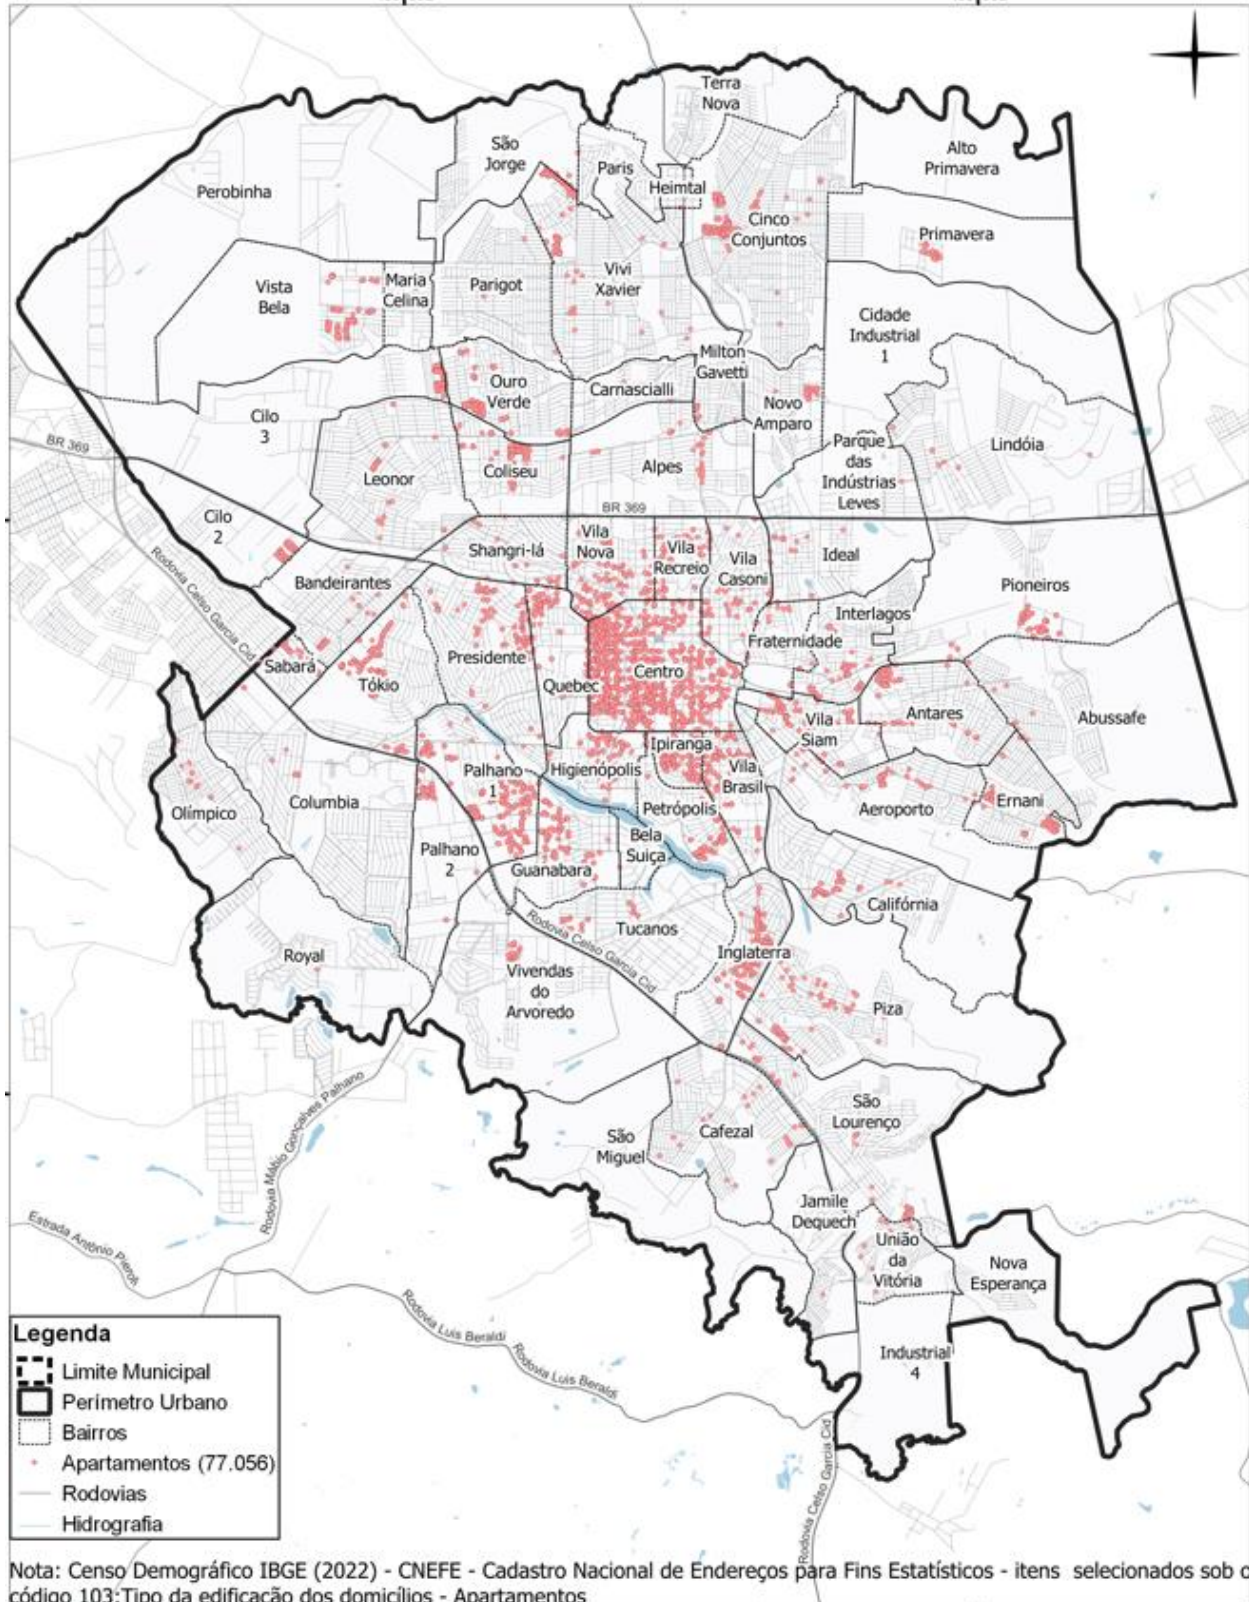 Terra
Nova
São
Jorge
Paris
Alto
Primavera
Perobinha
Heimtal
Cinco
Conjuntos
Primavera
Vista
Bela
Maria
Celina
Parigot
Vivi
Xavier
Cidade
Industrial
1
Milton
Gavetti
Ouro
Verde
Carnascialli
Novo
Amparo
Cilo
3
BR 369
Leonor
Coliseu
Alpes
Parque
das
Indústrias
Leves
Lindóia
BR 369
Cilo
2
Shangri-lá
Vila
Nova
Vila
Recreio
Vila
Casoni
Ideal
Rodovia Celso Garcia Cid
Bandeirantes
Pioneiros
Interlagos
Fraternidade
Sabará
Tókio
Presidente
Quebec
Centro
Vila
Siam
Antares
Abussafe
Ipiranga
Higienópolis
Palhano
1
Vila
Brasil
Petrópolis
Aeroporto
Ernani
Olímpico
Columbia
Palhano
2
Guanabara
Bela
Suiça
Califórnia
Rodovia Celso Garcia Cid
Tucanos
Royal
Inglaterra
Vivendas
do
Arvoredo
Piza
Rodovia Mábio Gonçalves Palhano
São
Lourenço
São
Miguel
Cafezal
Jamile
Dequech
União
da
Vitória
Nova
Esperança
Estrada Antônio Pieroli
Rodovia Luis Beraldi
Rodovia Luis Beraldi
Industrial
4
Rodovia Celso Garcia Cid
Legenda
Limite Municipal
Perímetro Urbano
Bairros
Apartamentos (77.056)
Rodovias
Hidrografia
Nota: Censo Demográfico IBGE (2022) - CNEFE - Cadastro Nacional de Endereços para Fins Estatísticos - itens selecionados sob o
código 103:Tipo da edificação dos domicílios - Apartamentos